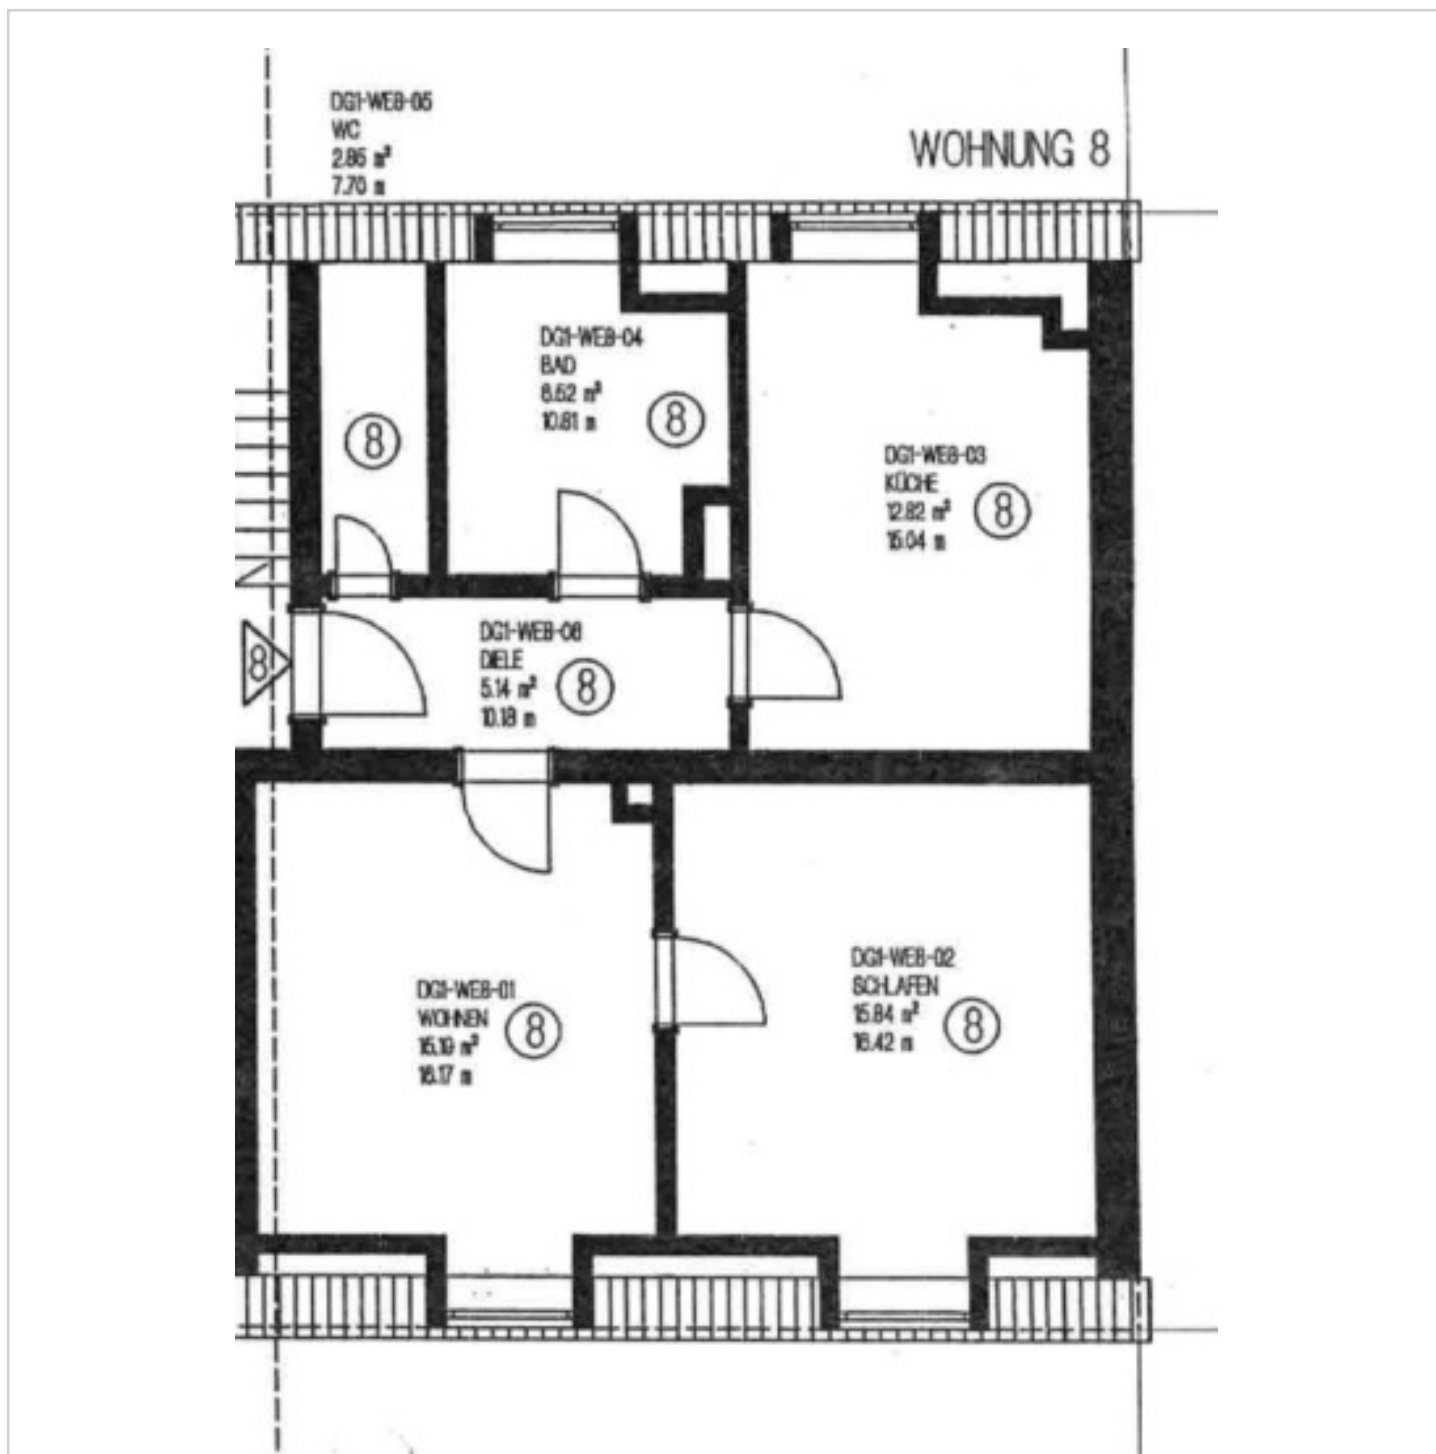 DG1-WE8-05
WC
2.86 m²
7.70 m
WOHNUNG 8
DG1-WE8-04
BAD
6.52 m²
10.81 m
8
8
DG1-WE8-03
KÜCHE
12.82 m²
15.04 m
8
DG1-WE8-06
DIELE
5.14 m²
10.18 m
8
8
DG1-WE8-01
WOHNEN
15.19 m²
16.17 m
8
DG1-WE8-02
SCHLAFEN
15.84 m²
16.42 m
8